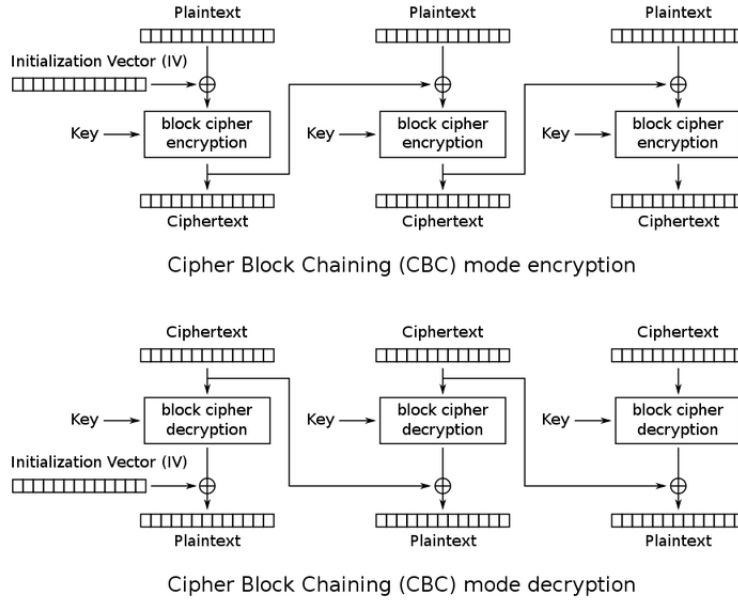 Plaintext Plaintext Plaintext
Initialization Vector (IV)
Key block cipher encryption Key block cipher encryption Key block cipher encryption
Ciphertext Ciphertext Ciphertext
Cipher Block Chaining (CBC) mode encryption
Ciphertext Ciphertext Ciphertext
Key block cipher decryption Key block cipher decryption Key block cipher decryption
Initialization Vector (IV)
Plaintext Plaintext Plaintext
Cipher Block Chaining (CBC) mode decryption